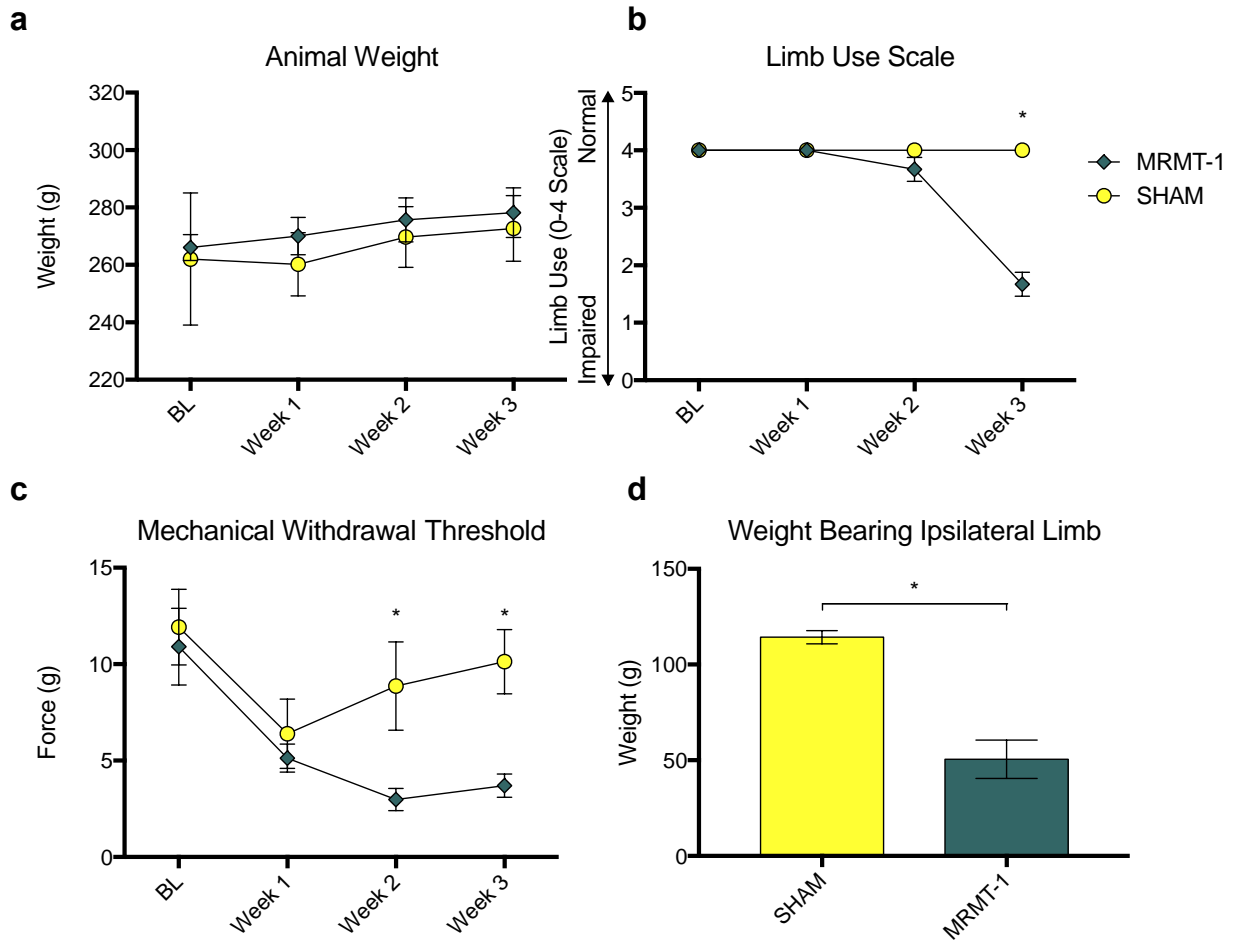 a
Animal Weight
320
300
280
260
240
220
Weight (g)
BL
Week 1
Week 2
Week 3
b
Limb Use Scale
Limb Use (0-4 Scale)
Impaired
Normal
5
4
3
2
1
0
*
BL
Week 1
Week 2
Week 3
MRMT-1
SHAM
c
Mechanical Withdrawal Threshold
15
10
5
0
Force (g)
*
*
BL
Week 1
Week 2
Week 3
d
Weight Bearing Ipsilateral Limb
150
100
50
0
Weight (g)
*
SHAM
MRMT-1